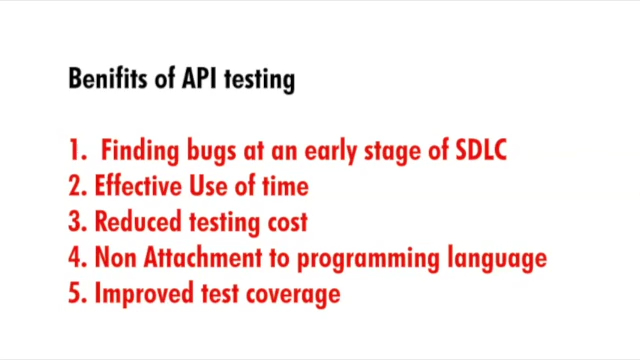 Benifits of API testing
1. Finding bugs at an early stage of SDLC
2. Effective Use of time
3. Reduced testing cost
4. Non Attachment to programming language
5. Improved test coverage